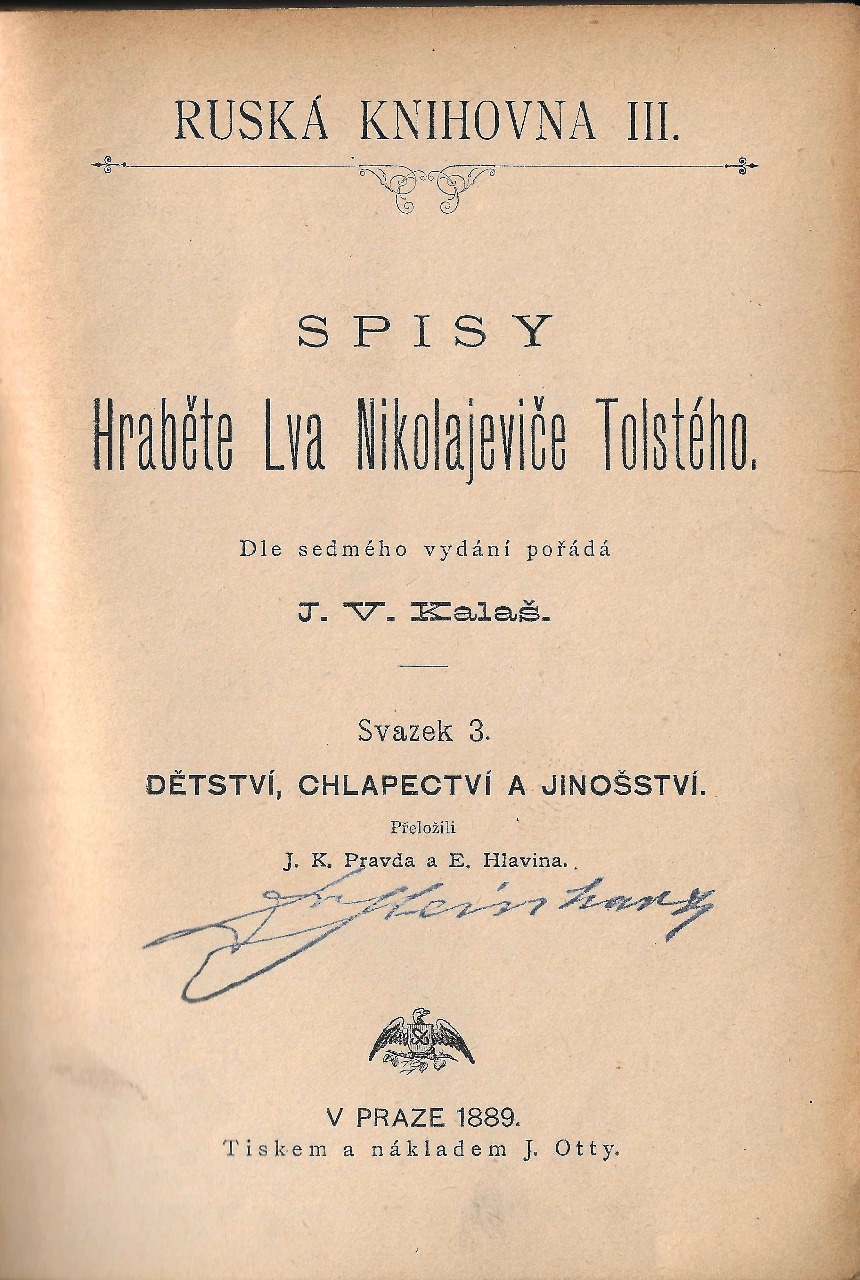 RUSKÁ KNIHOVNA III.
SPISY
Hraběte Lva Nikolajeviče Tolstého.
Dle sedmého vydání pořádá
J. V. Kalaš.
Svazek 3.
DĚTSTVÍ, CHLAPECTVÍ A JINOŠSTVÍ.
Přeložili
J. K. Pravda a E. Hlavina.
V PRAZE 1889.
Tiskem a nákladem J. Otty.